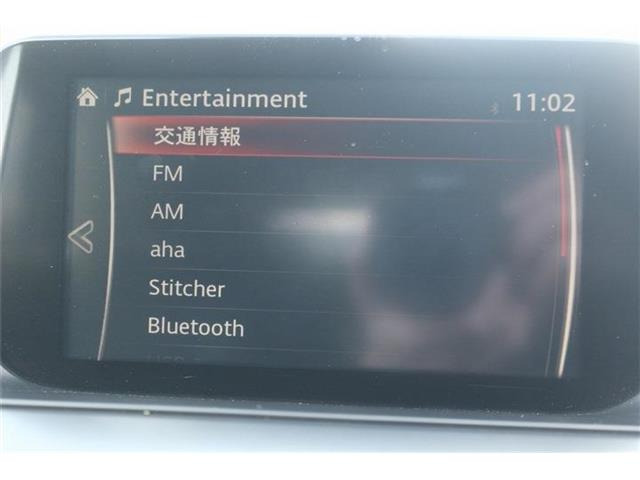 Entertainment 11:02
交通情報
FM
AM
aha
Stitcher
Bluetooth